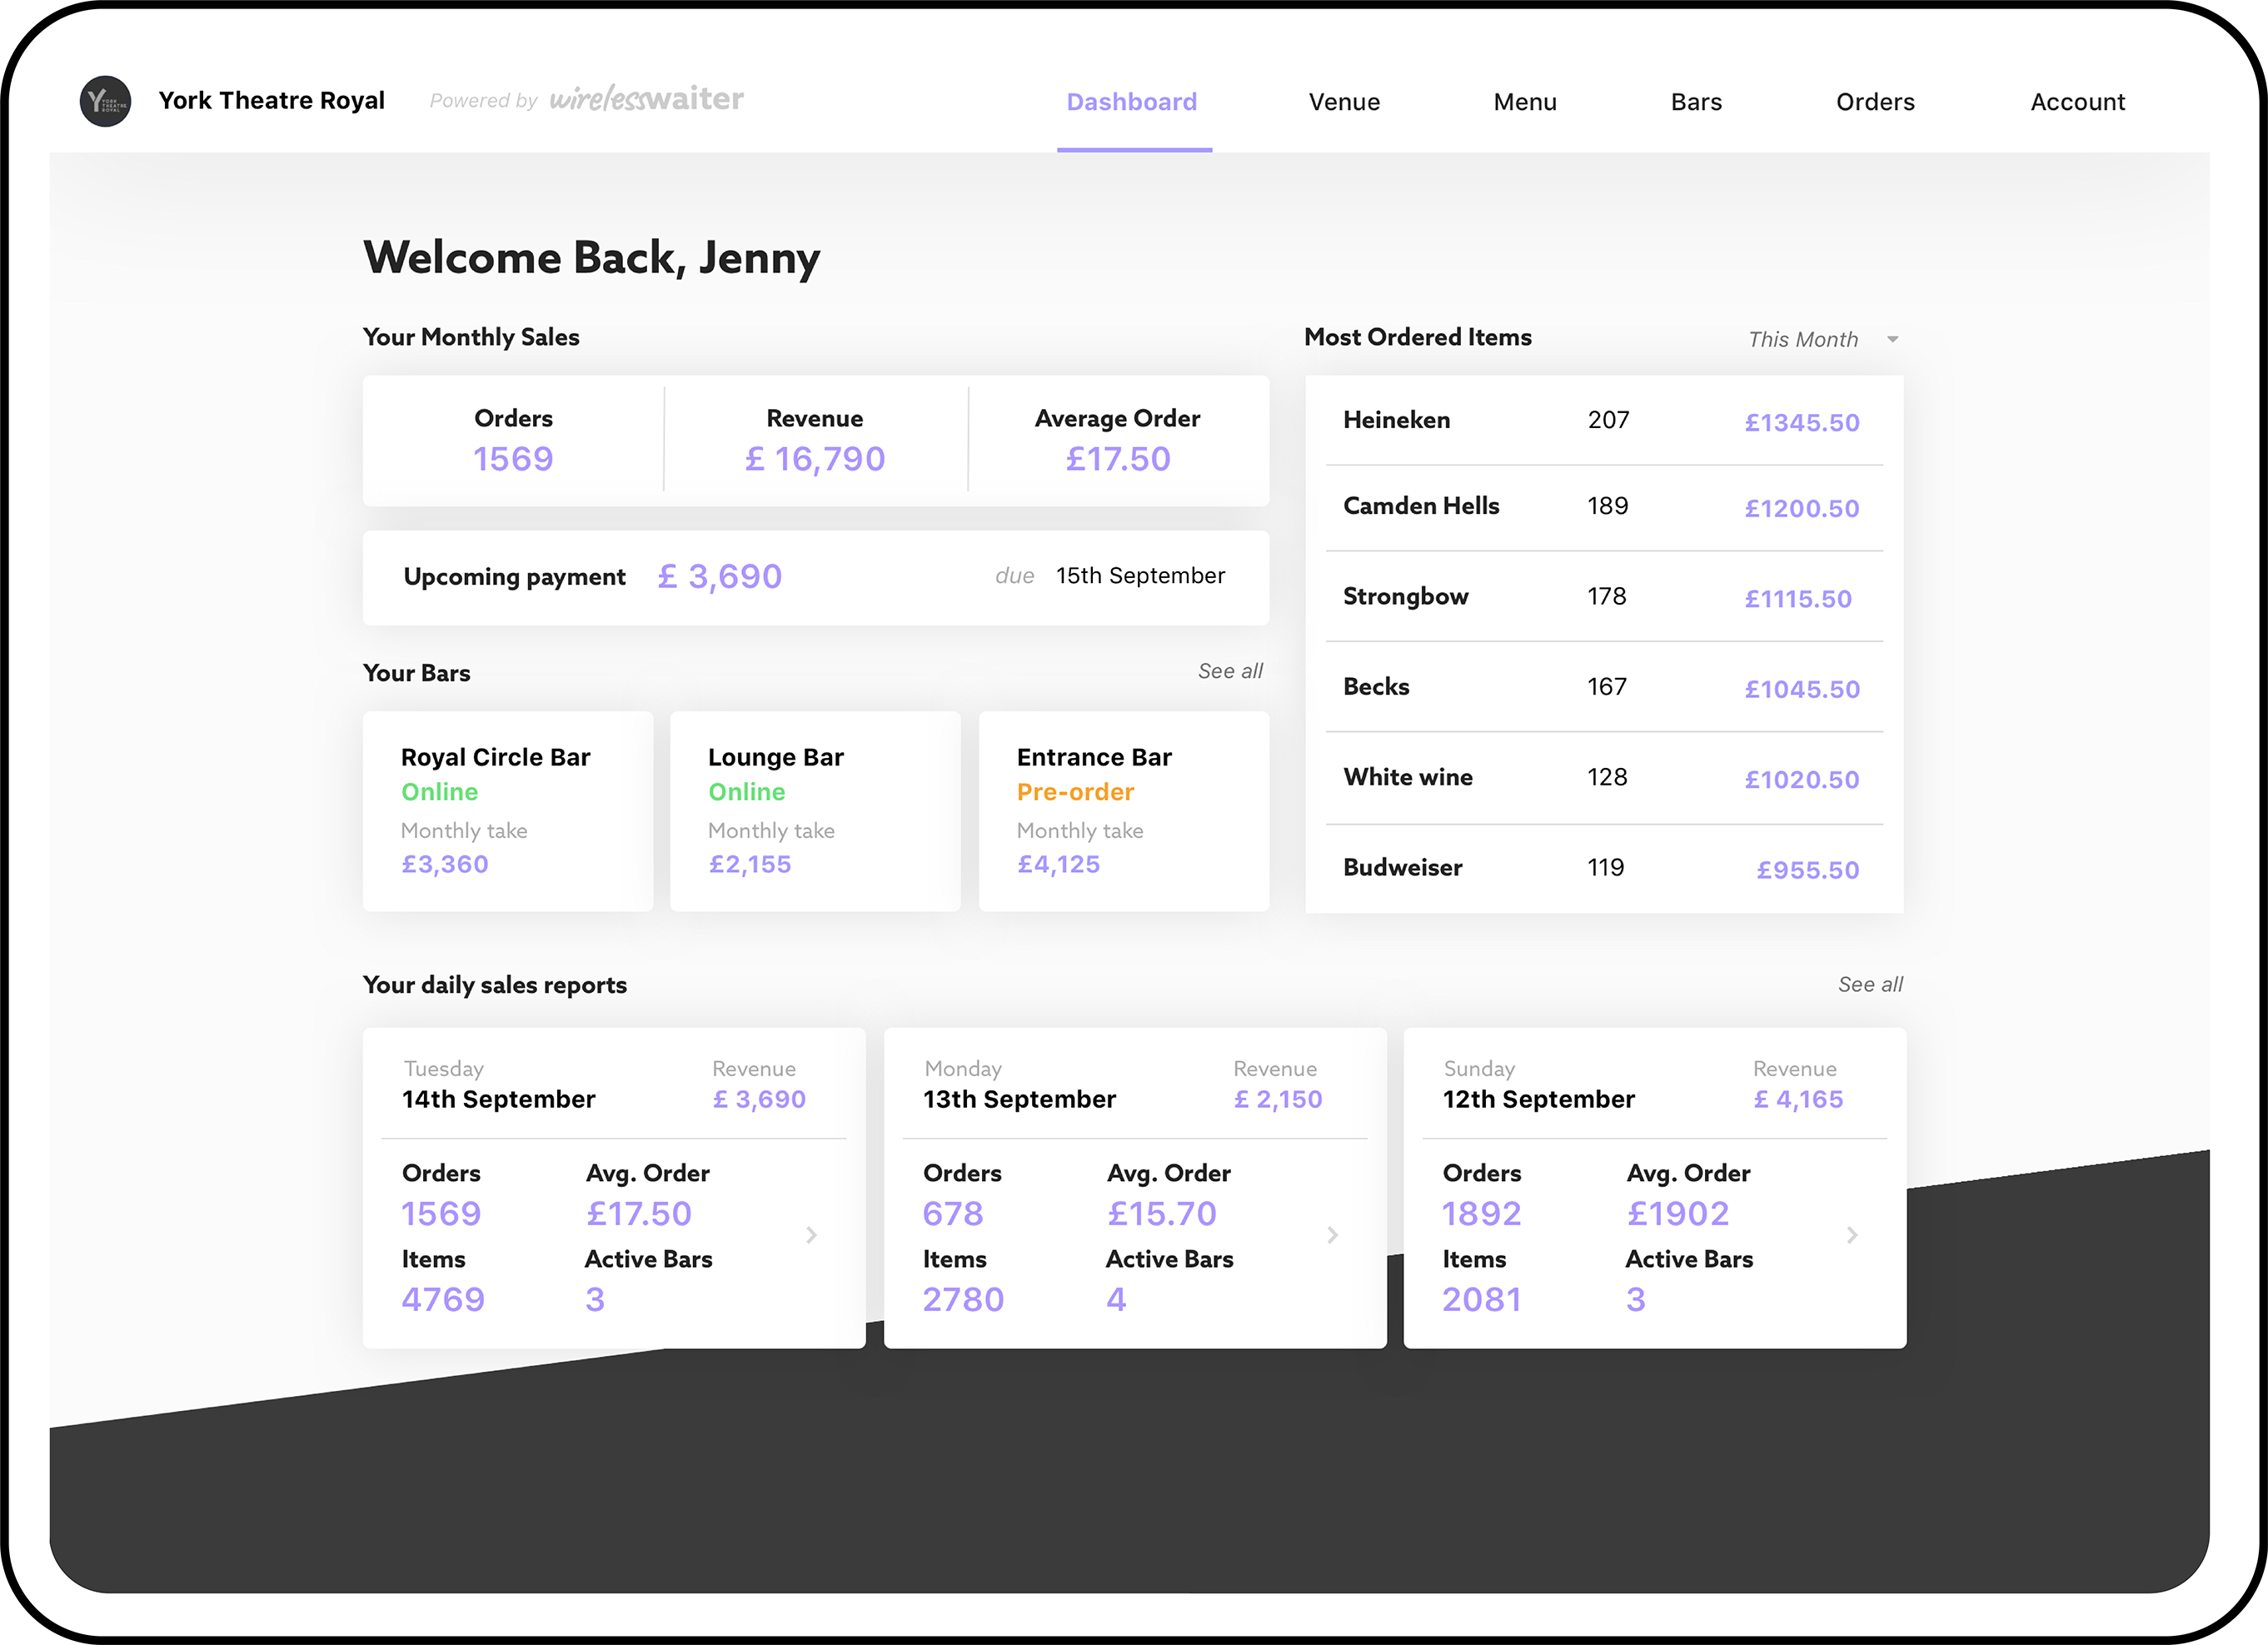 YORK THEATRE ROYAL
York Theatre Royal Powered by wirelesswaiter Dashboard Venue Menu Bars Orders Account
Welcome Back, Jenny
Your Monthly Sales
Orders Revenue Average Order
1569 £ 16,790 £17.50
Upcoming payment £ 3,690 due 15th September
Your Bars See all
Royal Circle Bar
Online
Monthly take
£3,360
Lounge Bar
Online
Monthly take
£2,155
Entrance Bar
Pre-order
Monthly take
£4,125
Most Ordered Items This Month
Heineken 207 £1345.50
Camden Hells 189 £1200.50
Strongbow 178 £1115.50
Becks 167 £1045.50
White wine 128 £1020.50
Budweiser 119 £955.50
Your daily sales reports See all
Tuesday Revenue
14th September £ 3,690
Orders Avg. Order
1569 £17.50
Items Active Bars
4769 3
Monday Revenue
13th September £ 2,150
Orders Avg. Order
678 £15.70
Items Active Bars
2780 4
Sunday Revenue
12th September £ 4,165
Orders Avg. Order
1892 £1902
Items Active Bars
2081 3